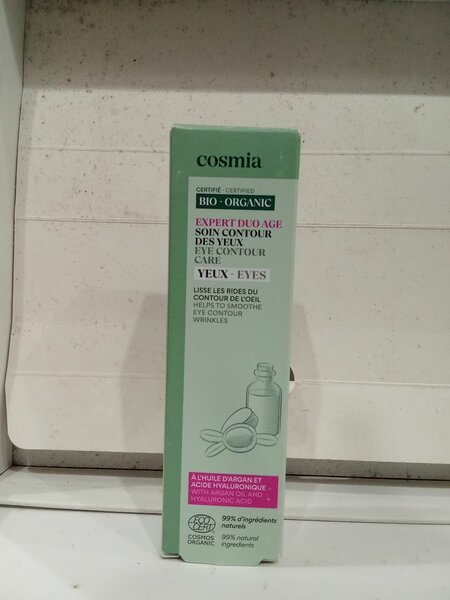 cosmia
CERTIFIÉ - CERTIFIED
BIO - ORGANIC
EXPERT DUO AGE
SOIN CONTOUR
DES YEUX
EYE CONTOUR
CARE
YEUX - EYES
LISSE LES RIDES DU
CONTOUR DE L'OEIL
HELPS TO SMOOTHE
EYE CONTOUR
WRINKLES
À L'HUILE D'ARGAN ET
ACIDE HYALURONIQUE -
WITH ARGAN OIL AND
HYALURONIC ACID
ECO
CERT
COSMOS
ORGANIC
99% d'ingrédients
naturels
99% natural
ingredients